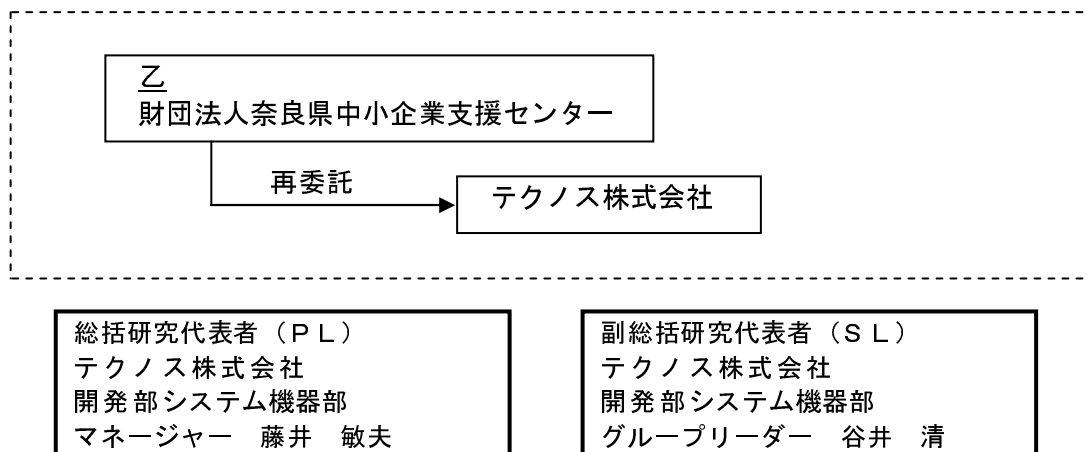 乙
財団法人奈良県中小企業支援センター
再委託
テクノス株式会社
総括研究代表者（ＰＬ）
テクノス株式会社
開発部システム機器部
マネージャー　藤井　敏夫
副総括研究代表者（ＳＬ）
テクノス株式会社
開発部システム機器部
グループリーダー　谷井　清